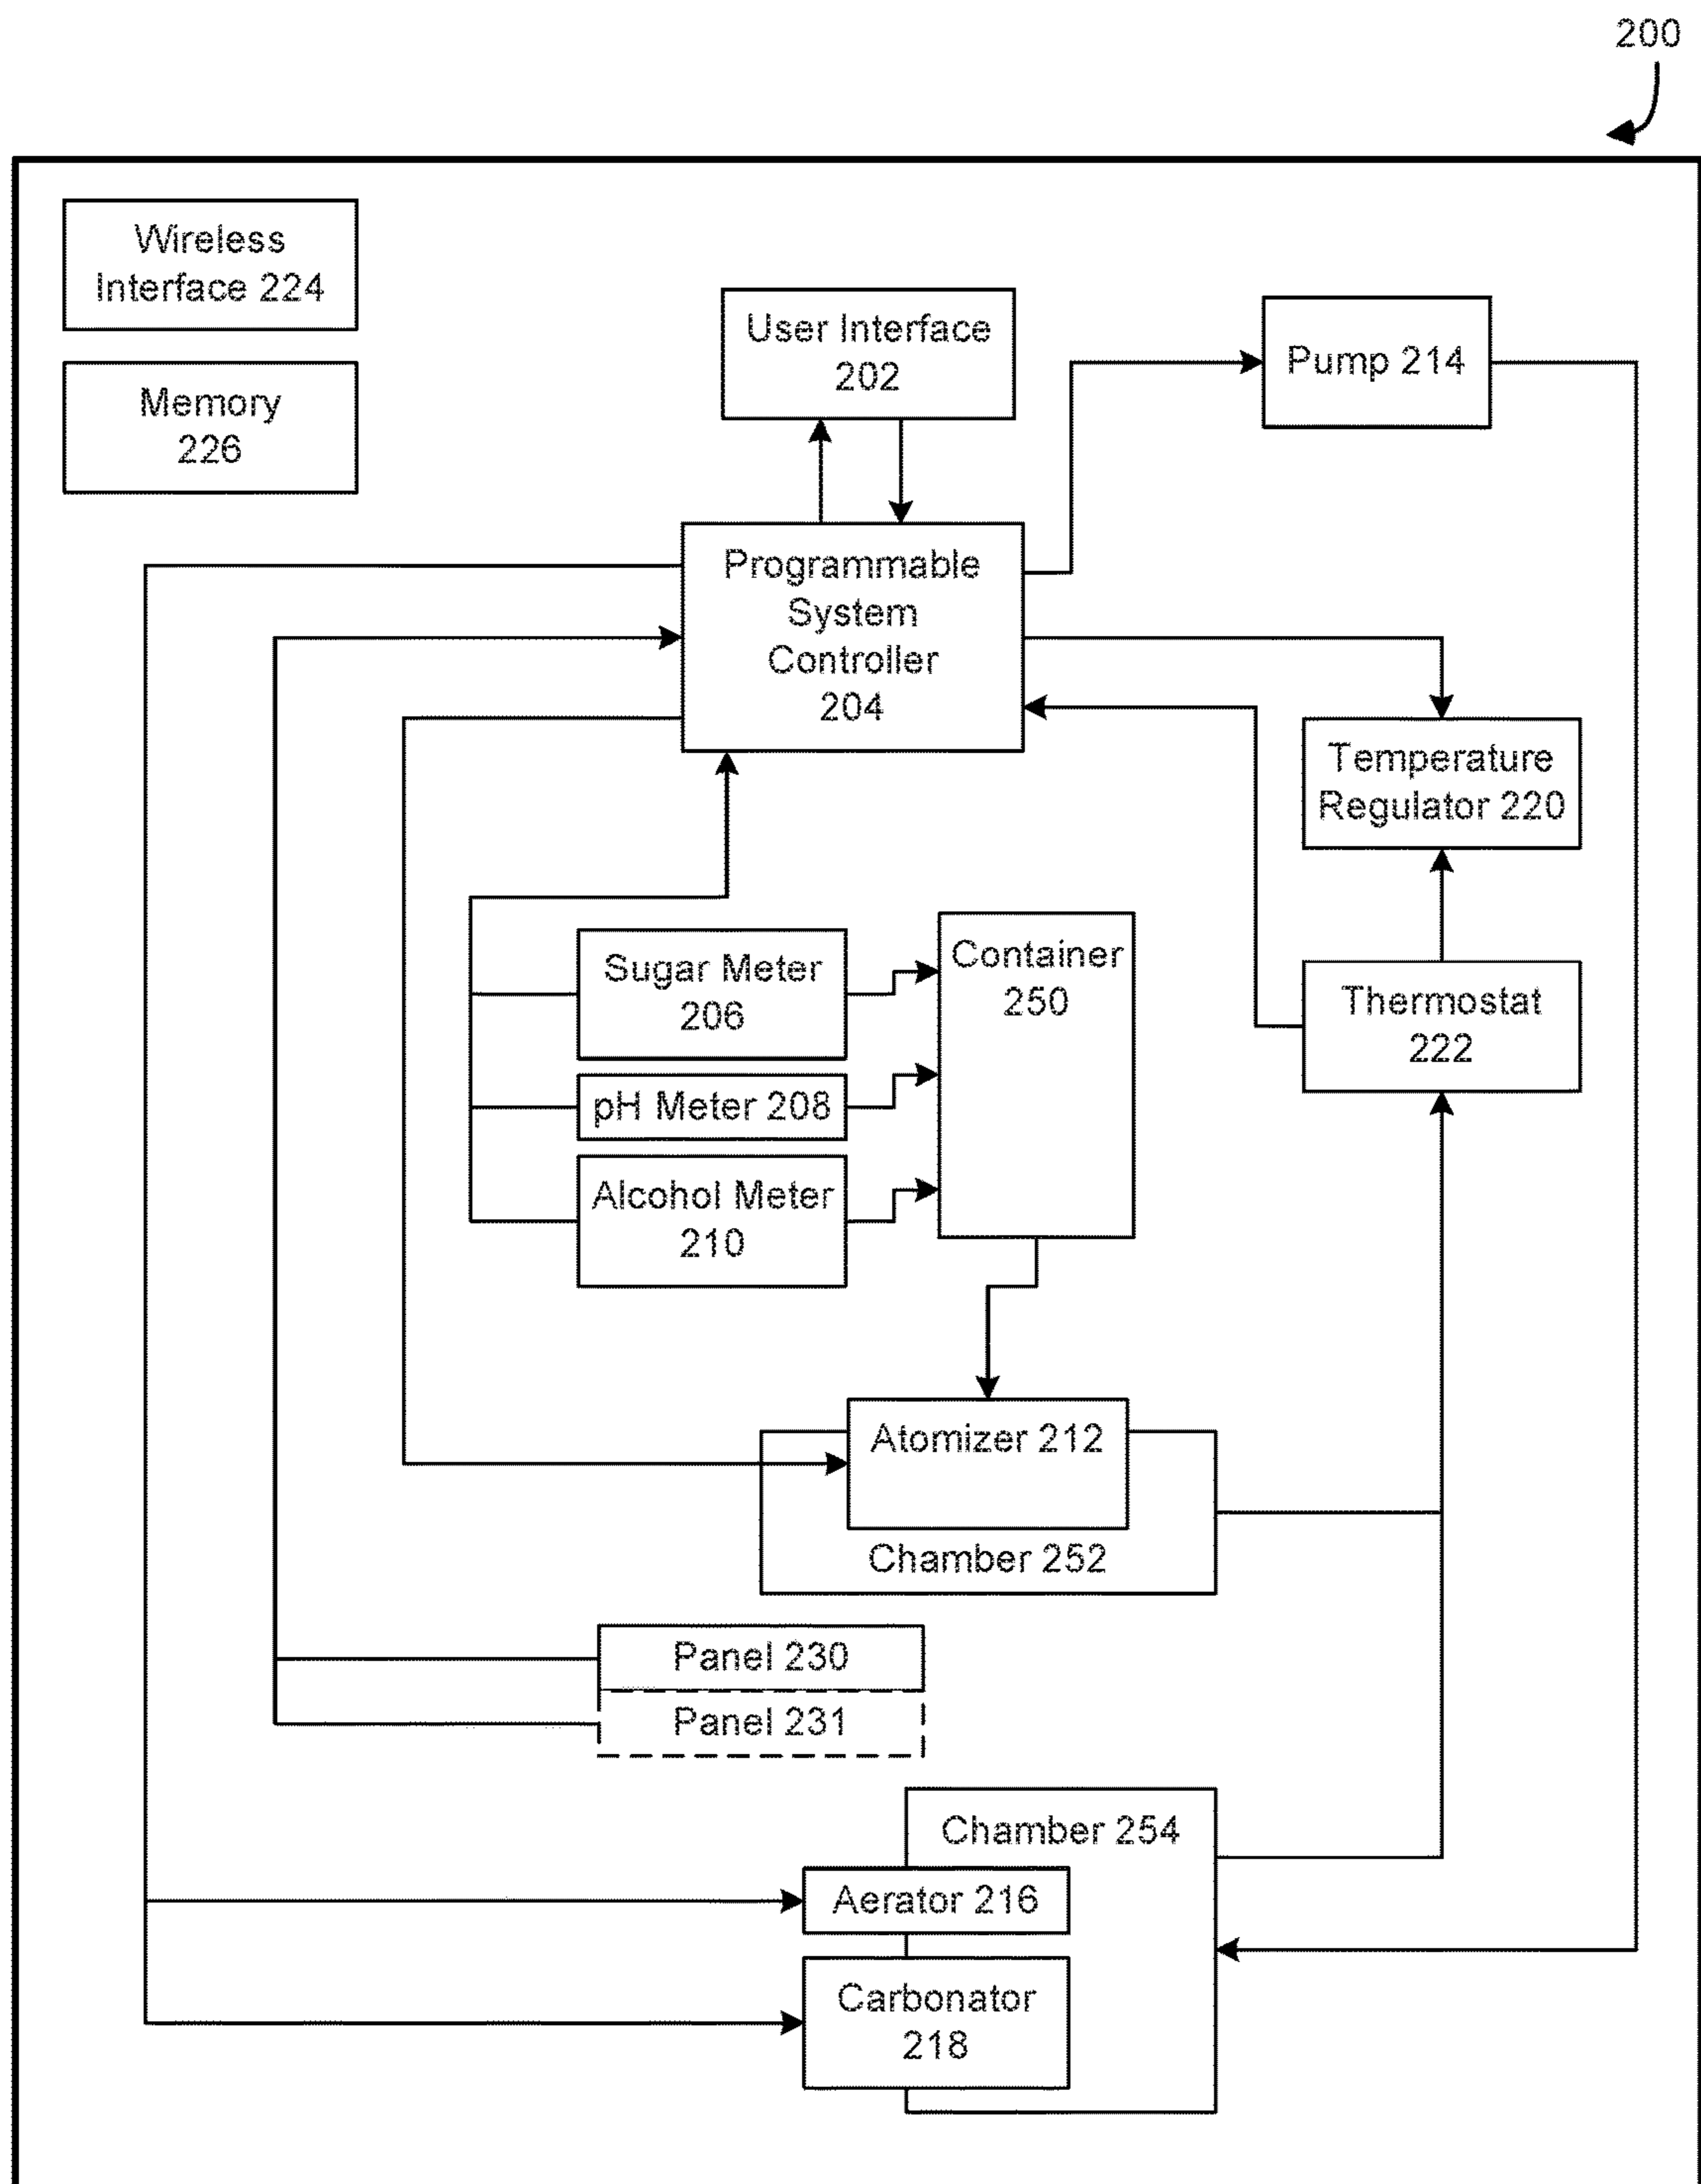 200
Wireless
Interface 224
User Interface
202
Pump 214
Memory
226
Programmable
System
Controller
204
Temperature
Regulator 220
Sugar Meter
206
Container
250
Thermostat
222
pH Meter 208
Alcohol Meter
210
Atomizer 212
Chamber 252
Panel 230
Panel 231
Chamber 254
Aerator 216
Carbonator
218